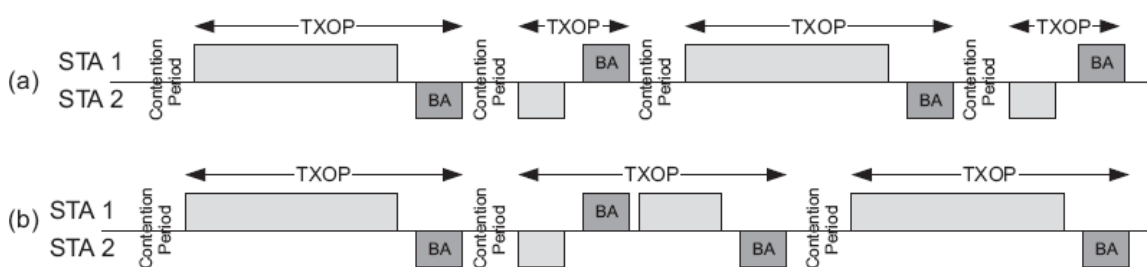 TXOP TXOP TXOP TXOP
(a) STA 1 Contention Period Contention Period BA Contention Period Contention Period BA
STA 2 BA BA
TXOP TXOP TXOP
(b) STA 1 Contention Period Contention Period BA Contention Period
STA 2 BA BA BA